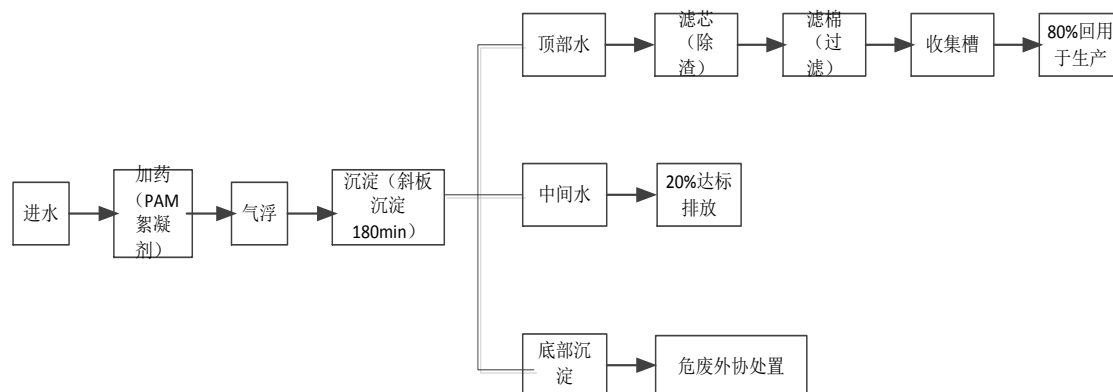 进水
加药
（PAM
絮凝
剂）
气浮
沉淀（斜板
沉淀
180min）
顶部水
滤芯
（除
渣）
滤棉
（过
滤）
收集槽
80%回用
于生产
中间水
20%达标
排放
底部沉
淀
危废外协处置